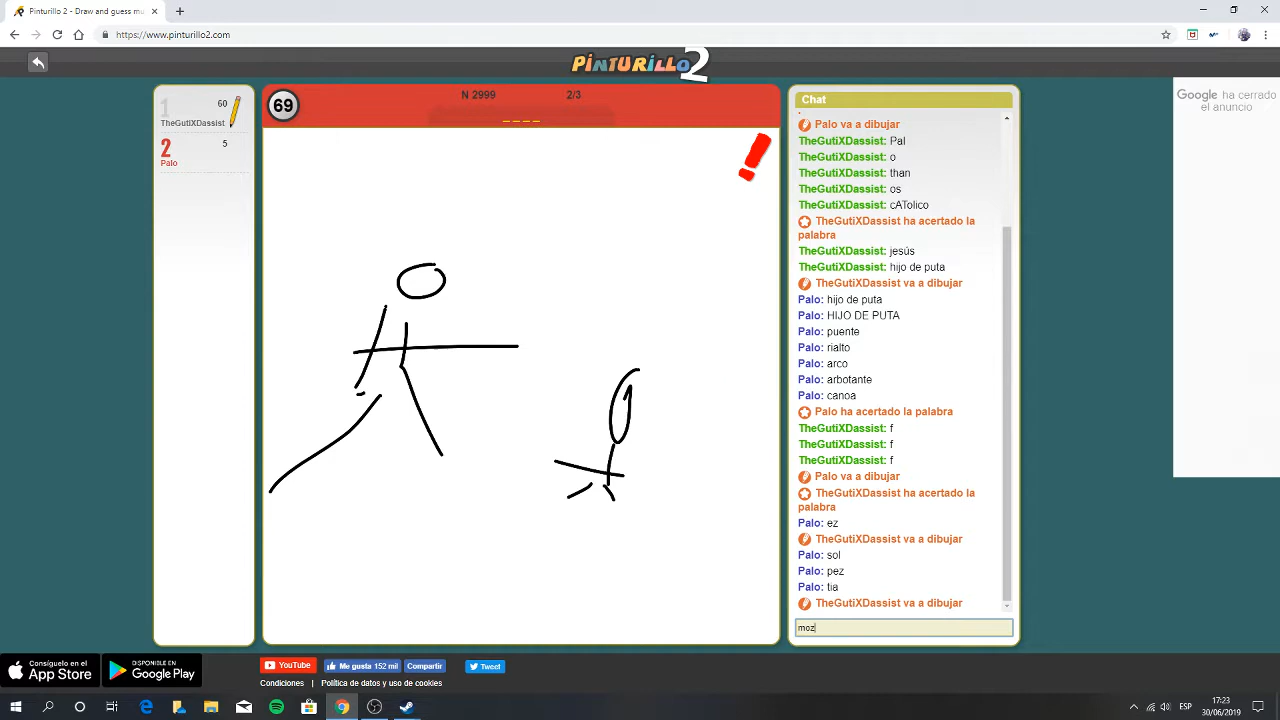 Pinturillo 2 - Draw and guess mu
https://www.pinturillo2.com
PiNTURiLLO 2
1
60
TheGutiXDassist
2
5
Palo
69
N 2999
2/3
_ _ _ _
!
Chat
Palo va a dibujar
TheGutiXDassist: Pal
TheGutiXDassist: o
TheGutiXDassist: than
TheGutiXDassist: os
TheGutiXDassist: cATolico
TheGutiXDassist ha acertado la
palabra
TheGutiXDassist: jesús
TheGutiXDassist: hijo de puta
TheGutiXDassist va a dibujar
Palo: hijo de puta
Palo: HIJO DE PUTA
Palo: puente
Palo: rialto
Palo: arco
Palo: arbotante
Palo: canoa
Palo ha acertado la palabra
TheGutiXDassist: f
TheGutiXDassist: f
TheGutiXDassist: f
Palo va a dibujar
TheGutiXDassist ha acertado la
palabra
Palo: ez
TheGutiXDassist va a dibujar
Palo: sol
Palo: pez
Palo: tia
TheGutiXDassist va a dibujar
moz
Google ha cerrado
el anuncio
Consíguelo en el
App Store
DISPONIBLE EN
Google Play
YouTube
Me gusta 152 mil
Compartir
Tweet
Condiciones | Política de datos y uso de cookies
ESP
17:23
30/06/2019